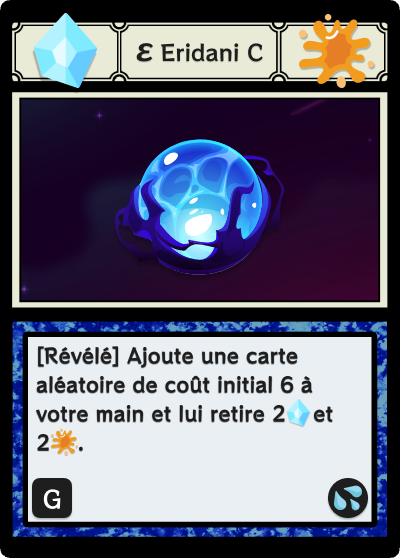 ℇ Eridani C
[Révélé] Ajoute une carte
aléatoire de coût initial 6 à
votre main et lui retire 2 et
2.
G